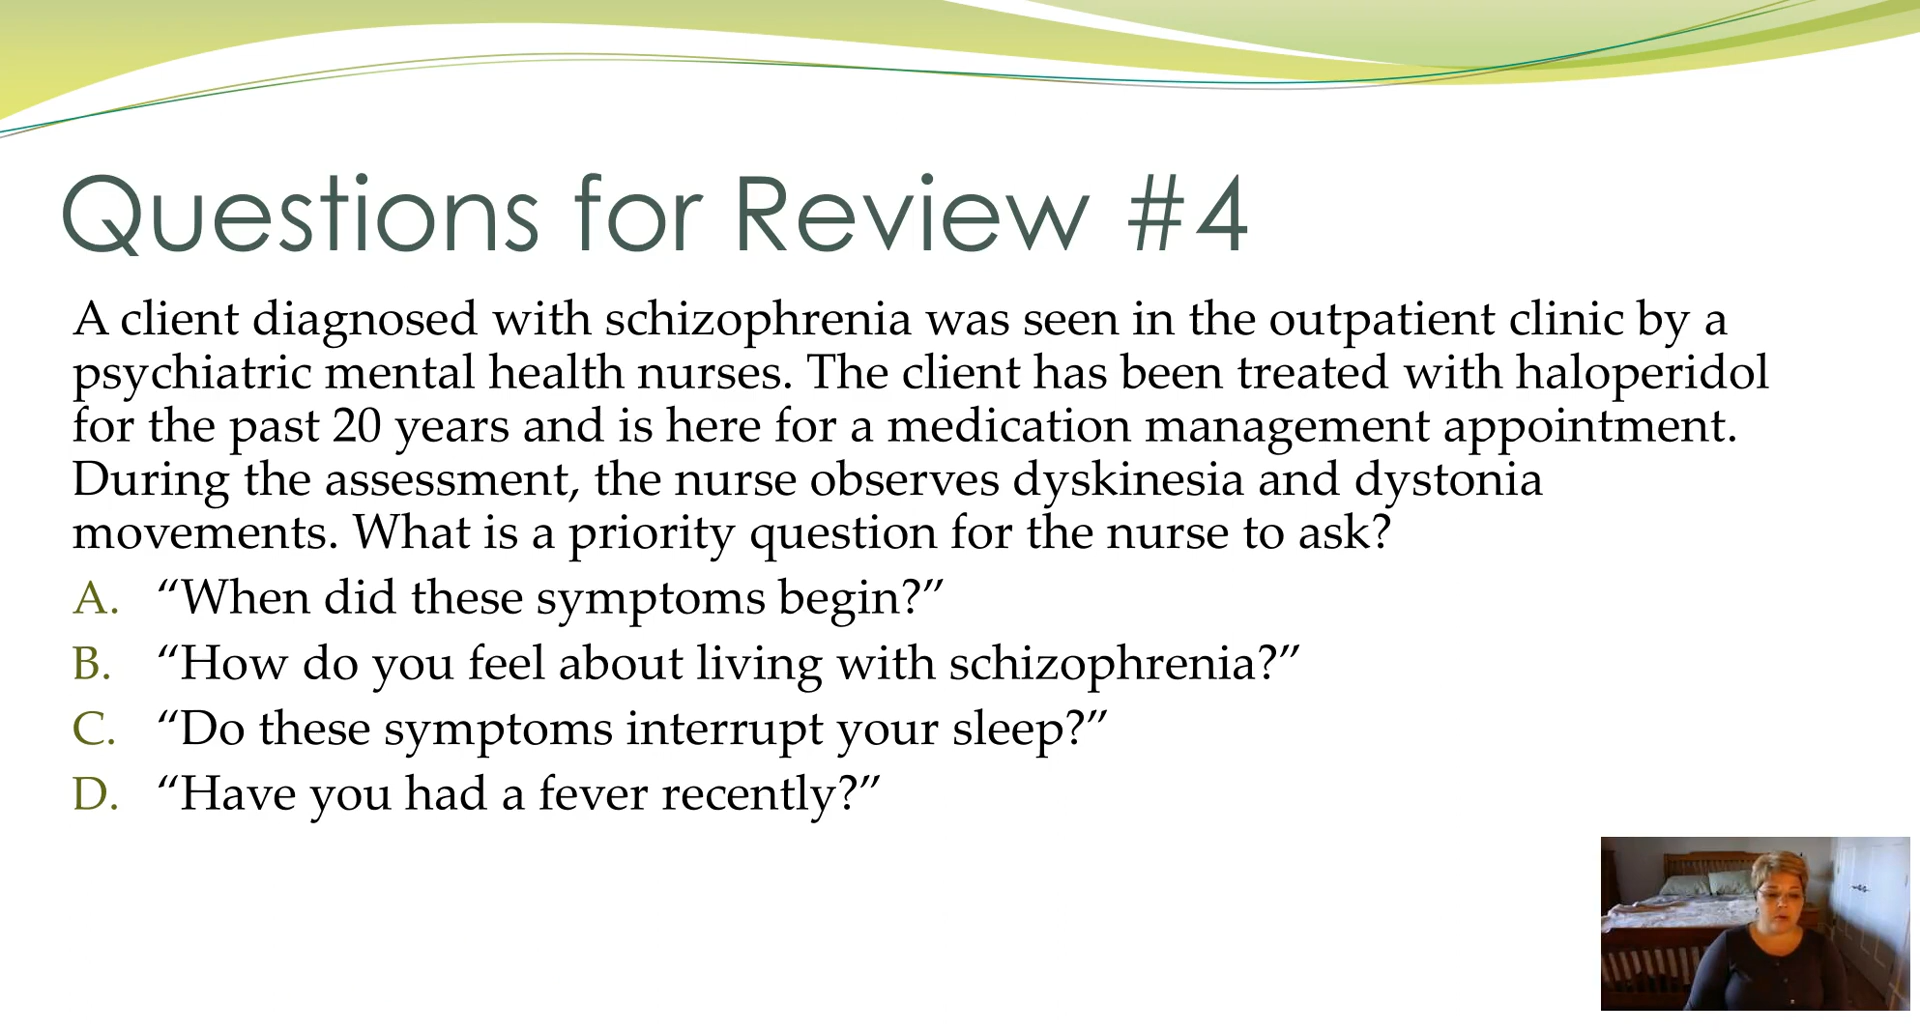 Questions for Review #4
A client diagnosed with schizophrenia was seen in the outpatient clinic by a
psychiatric mental health nurses. The client has been treated with haloperidol
for the past 20 years and is here for a medication management appointment.
During the assessment, the nurse observes dyskinesia and dystonia
movements. What is a priority question for the nurse to ask?
A. “When did these symptoms begin?”
B. “How do you feel about living with schizophrenia?”
C. “Do these symptoms interrupt your sleep?”
D. “Have you had a fever recently?”